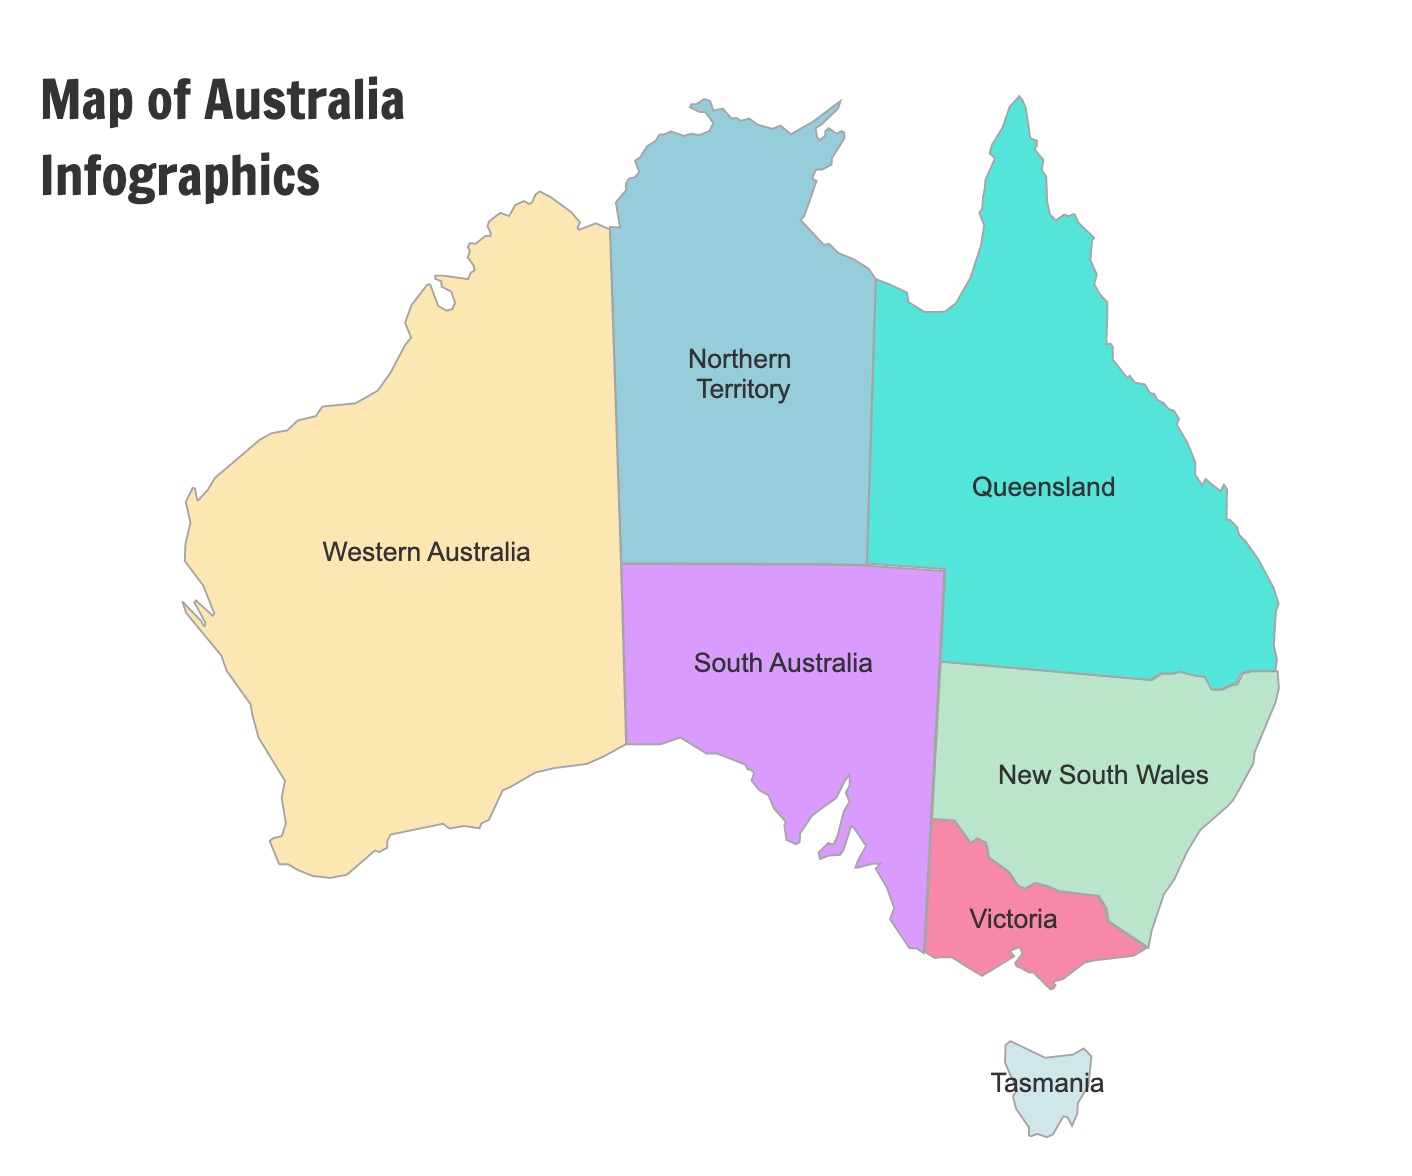 Map of Australia
Infographics
Northern
Territory
Queensland
Western Australia
South Australia
New South Wales
Victoria
Tasmania